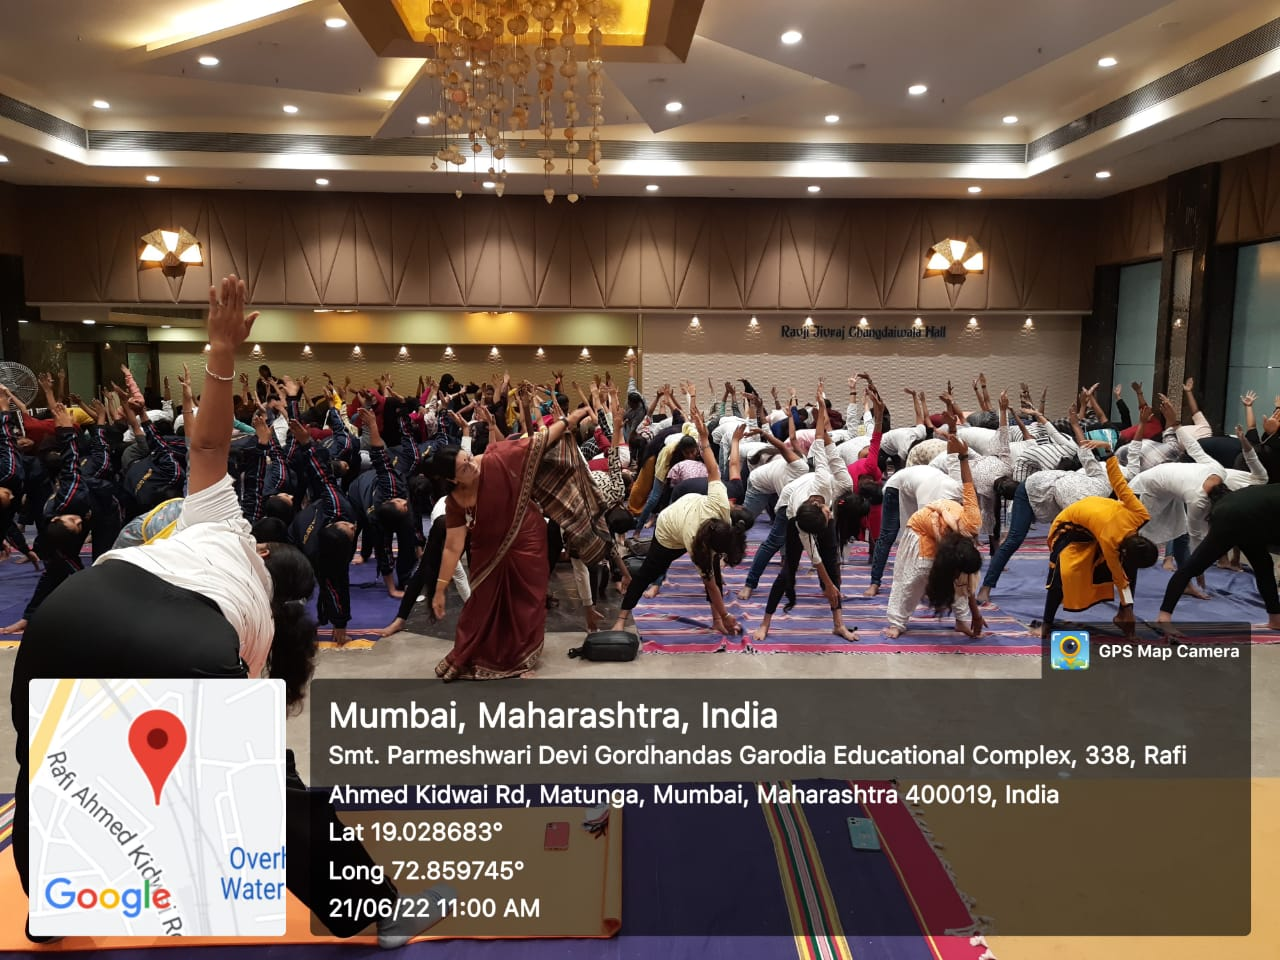 Ravji Jivraj Changdaiwala Hall
GPS Map Camera
Mumbai, Maharashtra, India
Smt. Parmeshwari Devi Gordhandas Garodia Educational Complex, 338, Rafi
Ahmed Kidwai Rd, Matunga, Mumbai, Maharashtra 400019, India
Lat 19.028683°
Long 72.859745°
21/06/22 11:00 AM
Rafi Ahmed Kidwai Rd
Water
Google